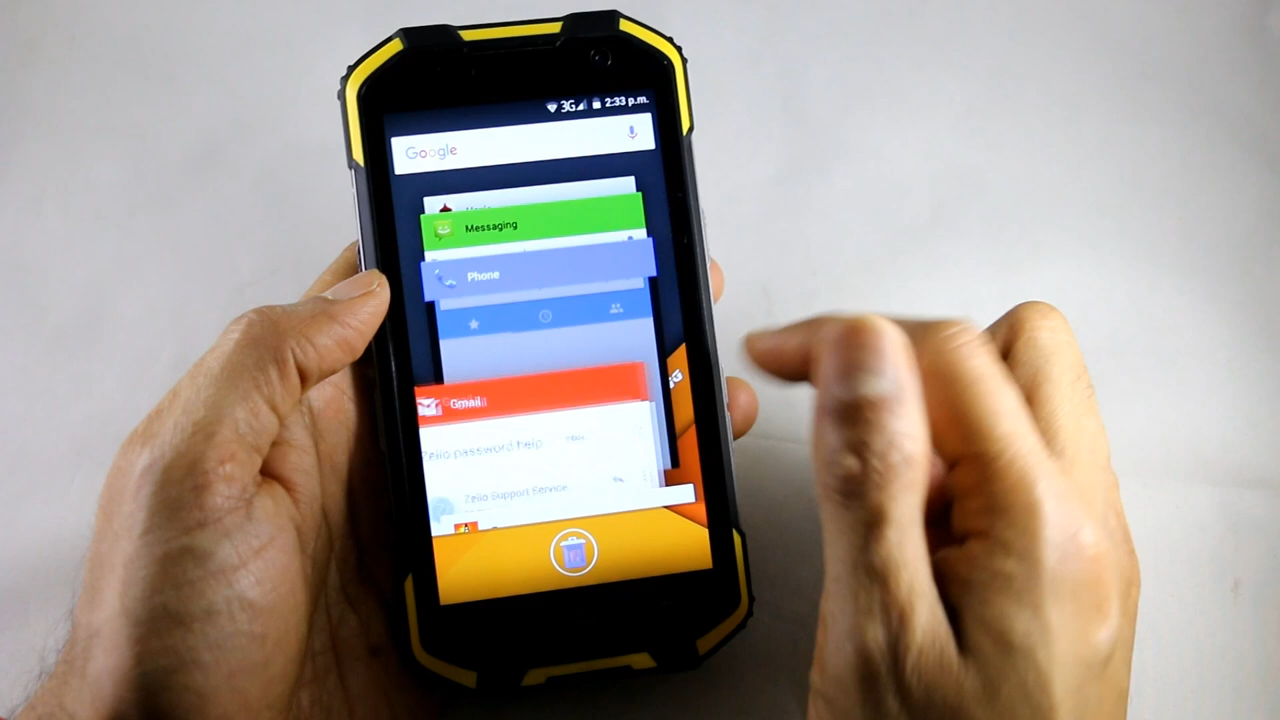 3G 2:33 p.m.
Google
Messaging
Phone
Gmail
Zello password help
Zello Support Service